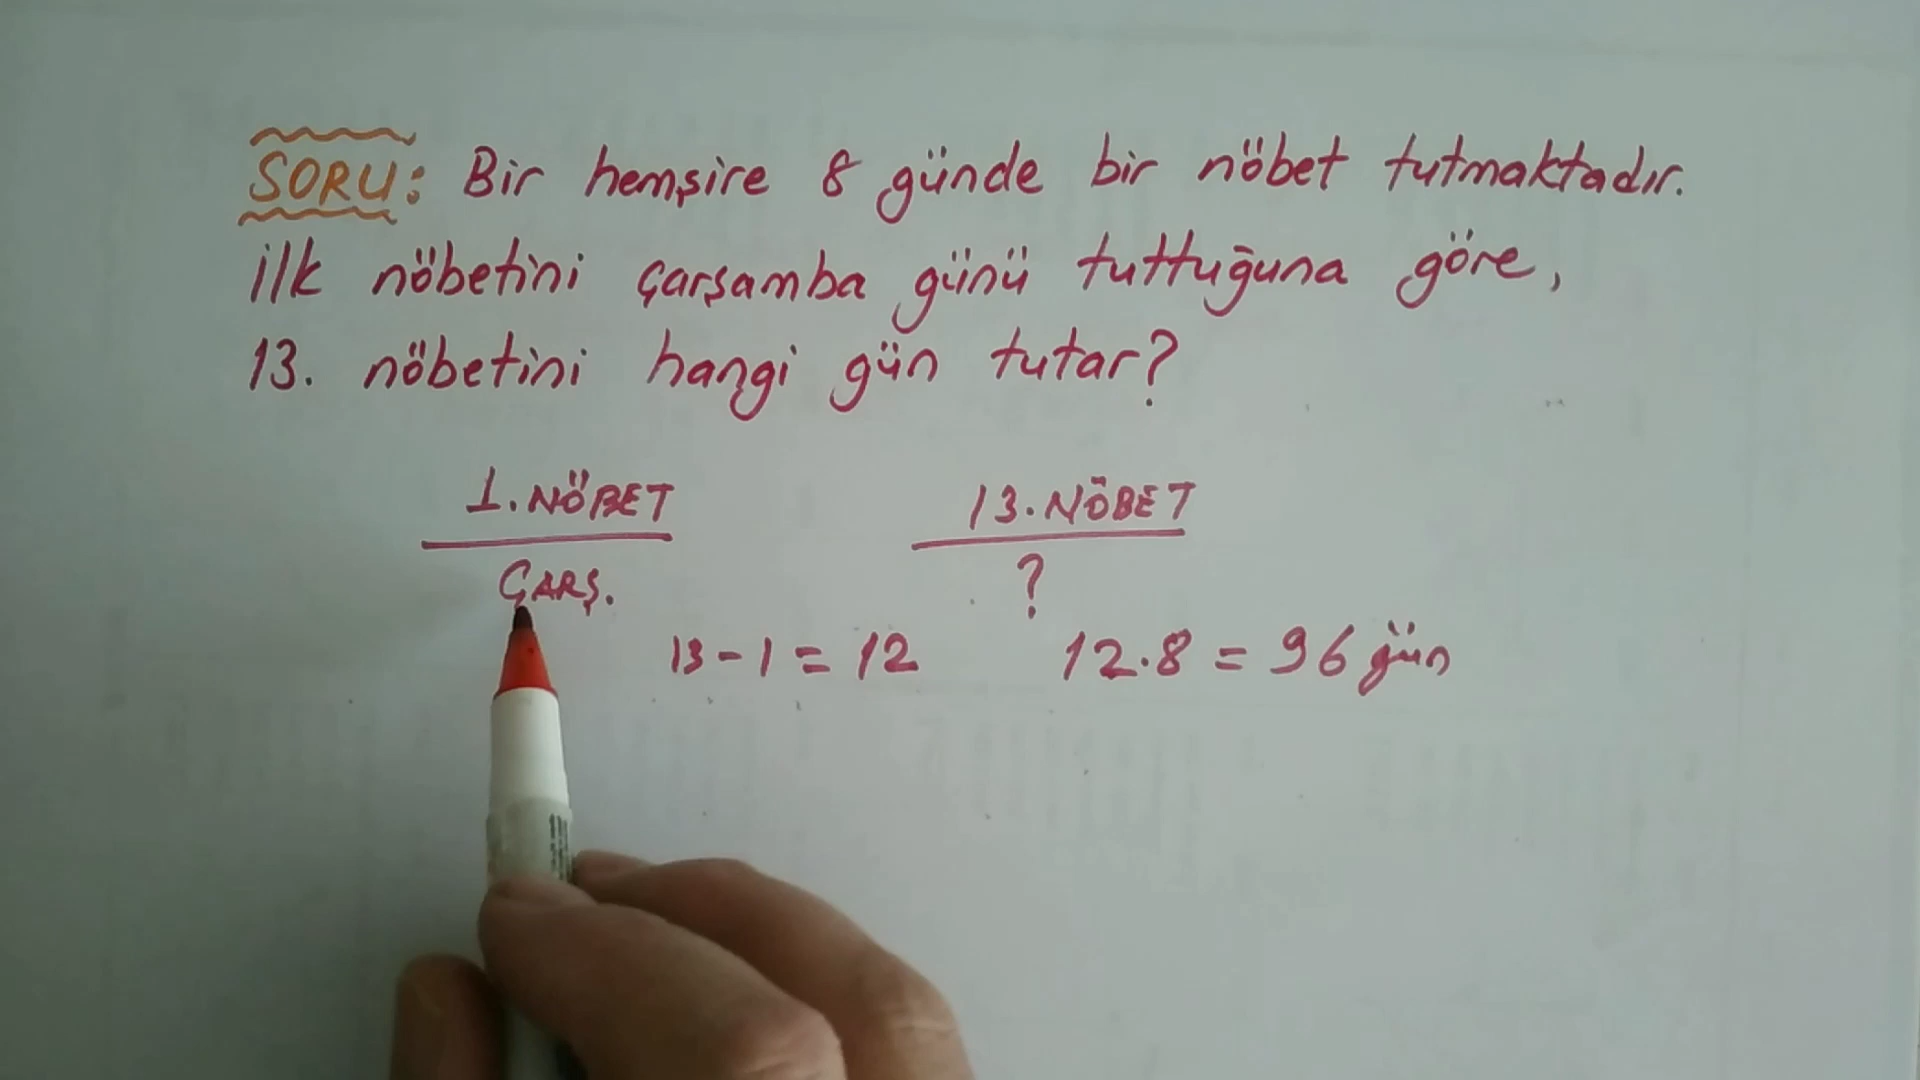 SORU: Bir hemşire 8 günde bir nöbet tutmaktadır.
ilk nöbetini çarşamba günü tuttuğuna göre,
13. nöbetini hangi gün tutar?
1. NÖBET 13. NÖBET
ÇARŞ. ?
13 - 1 = 12 12.8 = 96 gün